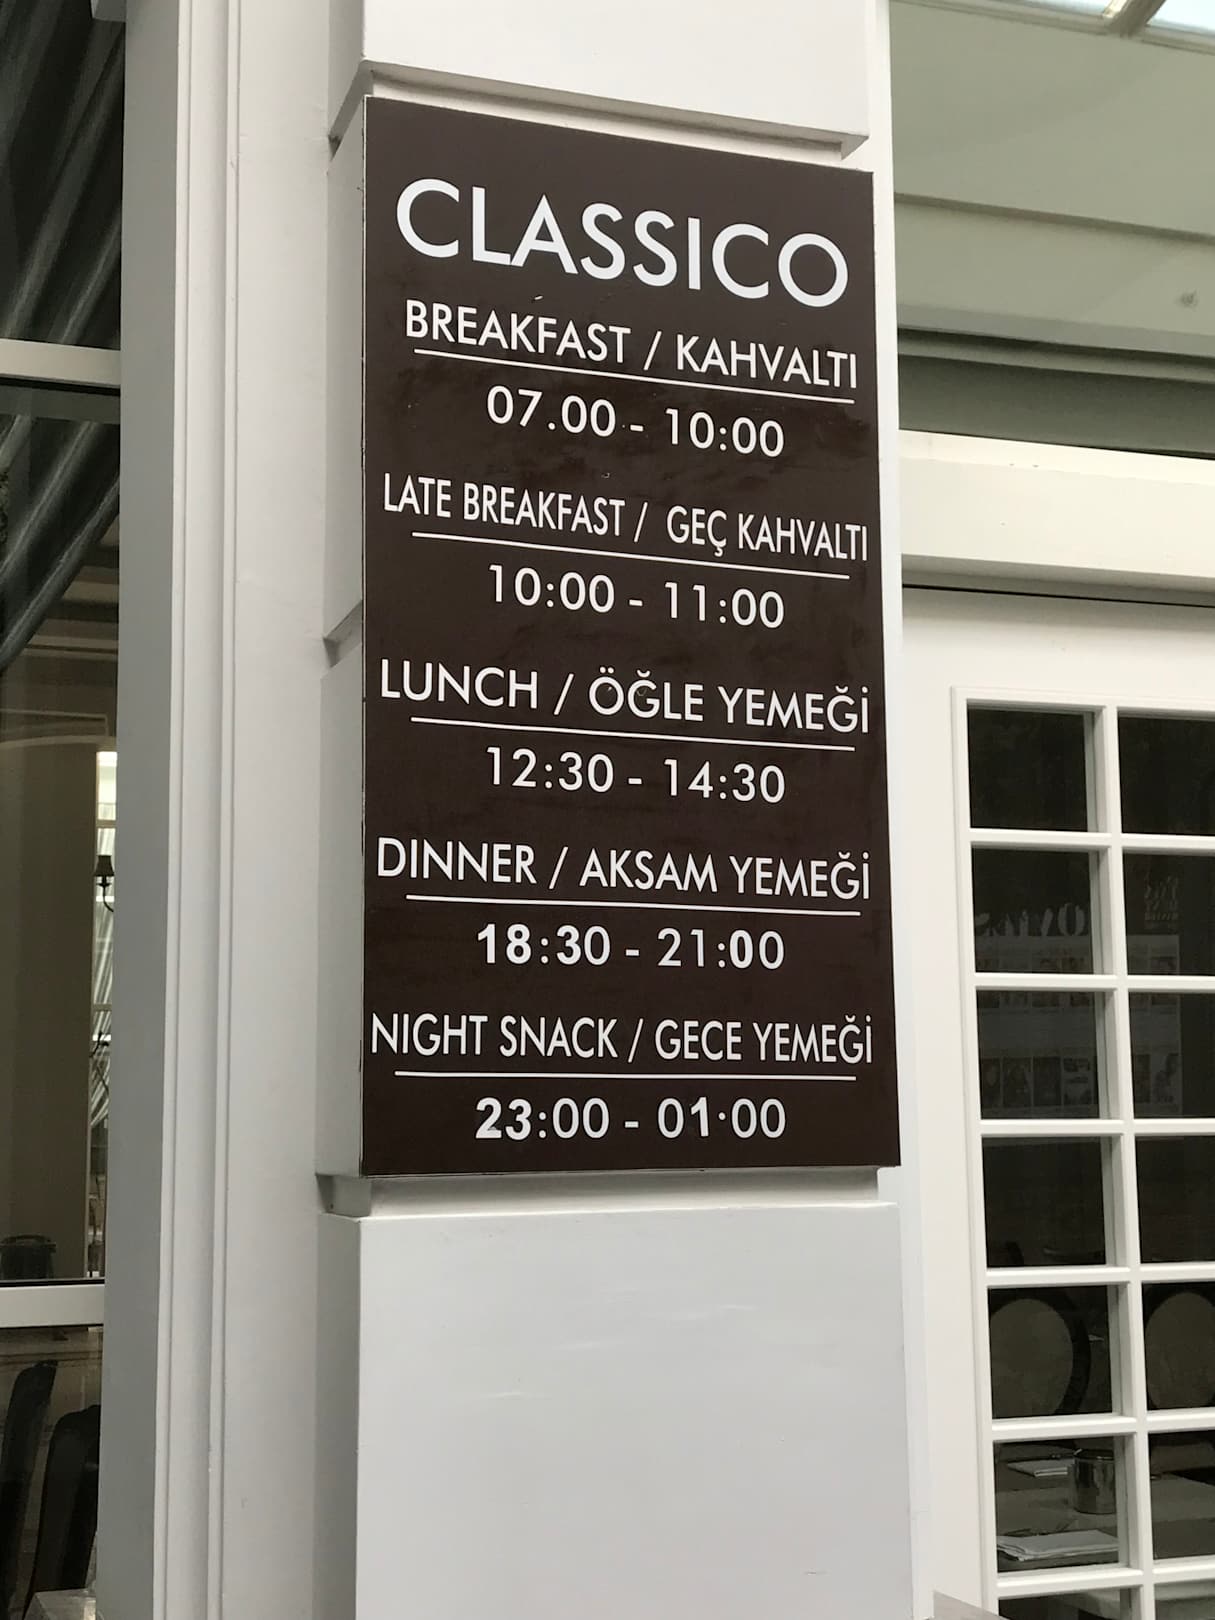 CLASSICO
BREAKFAST / KAHVALTI
07.00 - 10:00
LATE BREAKFAST / GEÇ KAHVALTI
10:00 - 11:00
LUNCH / ÖĞLE YEMEĞİ
12:30 - 14:30
DINNER / AKSAM YEMEĞİ
18:30 - 21:00
NIGHT SNACK / GECE YEMEĞİ
23:00 - 01:00